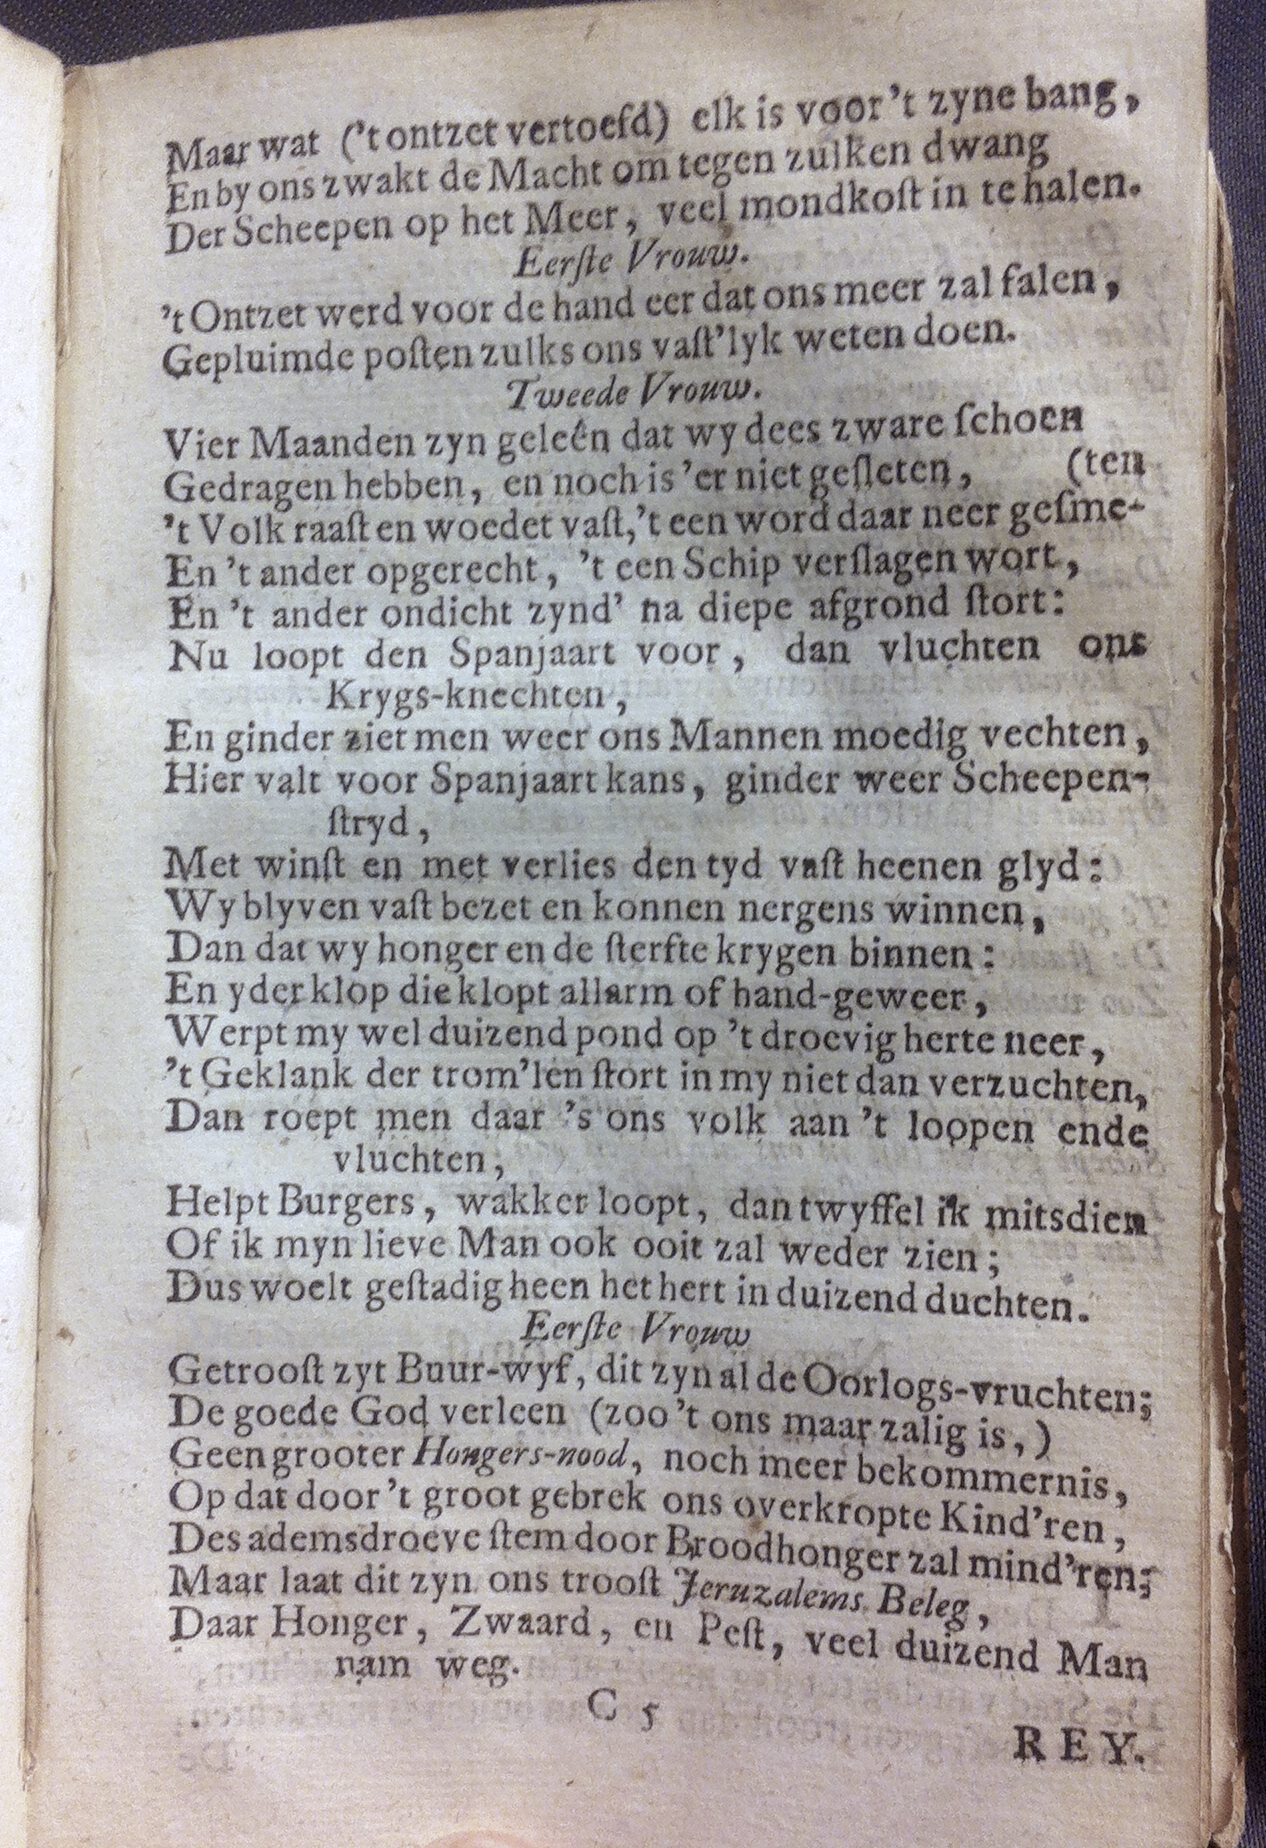 Maar wat ('t ontzet vertoefd) elk is voor 't zyne bang,
En by ons zwakt de Macht om tegen zulken dwang
Der Scheepen op het Meer, veel mondkoſt in te halen.
Eerſte Vrouw.
't Ontzet werd voor de hand eer dat ons meer zal falen,
Gepluimde poſten zulks ons vaſt'lyk weten doen.
Tweede Vrouw.
Vier Maanden zyn geleên dat wy dees zware ſchoen
Gedragen hebben, en noch is 'er niet geſleten, (ten
't Volk raaſt en woedet vaſt, 't een word daar neer geſme-
En 't ander opgerecht, 't een Schip verſlagen wort,
En 't ander ondicht zynd' na diepe afgrond ſtort:
Nu loopt den Spanjaart voor, dan vluchten ons
Krygs-knechten,
En ginder ziet men weer ons Mannen moedig vechten,
Hier valt voor Spanjaart kans, ginder weer Scheepen-
ſtryd,
Met winſt en met verlies den tyd vaſt heenen glyd:
Wy blyven vaſt bezet en konnen nergens winnen,
Dan dat wy honger en de ſterfte krygen binnen:
En yder klop die klopt allarm of hand-geweer,
Werpt my wel duizend pond op 't droevig herte neer,
't Geklank der trom'len ſtort in my niet dan verzuchten,
Dan roept men daar 's ons volk aan 't loopen ende
vluchten,
Helpt Burgers, wakker loopt, dan twyffel ik mitsdien
Of ik myn lieve Man ook ooit zal weder zien;
Dus woelt geſtadig heen het hert in duizend duchten.
Eerſte Vrouw
Getrooſt zyt Buur-wyf, dit zyn al de Oorlogs-vruchten;
De goede God verleen (zoo 't ons maar zalig is,)
Geen grooter Hongers-nood, noch meer bekommernis,
Op dat door 't groot gebrek ons overkropte Kind'ren,
Des adems droeve ſtem door Broodhonger zal mind'ren;
Maar laat dit zyn ons trooſt Jeruzalems Beleg,
Daar Honger, Zwaard, en Peſt, veel duizend Man
nam weg.
C 5
REY.